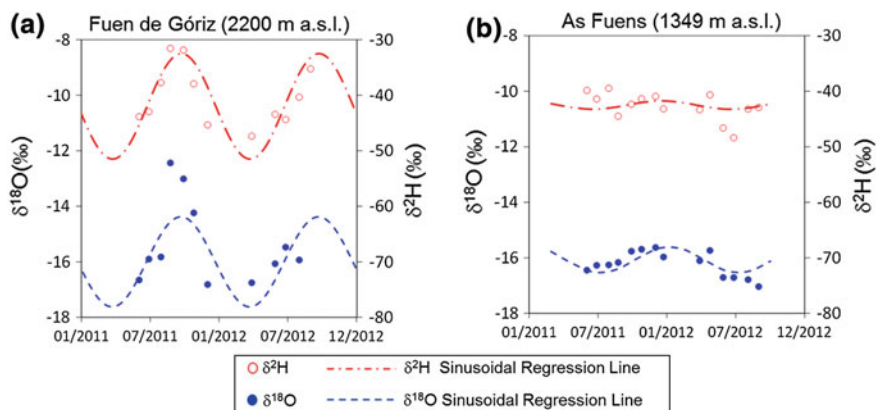 (a) Fuen de Góriz (2200 m a.s.l.)
-8
-10
-12
-14
-16
-18
δ18O(‰)
-30
-40
-50
-60
-70
-80
δ2H(‰)
01/2011 07/2011 01/2012 07/2012 12/2012
(b) As Fuens (1349 m a.s.l.)
-8
-10
-12
-14
-16
-18
δ18O(‰)
-30
-40
-50
-60
-70
-80
δ2H(‰)
01/2011 07/2011 01/2012 07/2012 12/2012
δ2H δ2H Sinusoidal Regression Line
δ18O δ18O Sinusoidal Regression Line